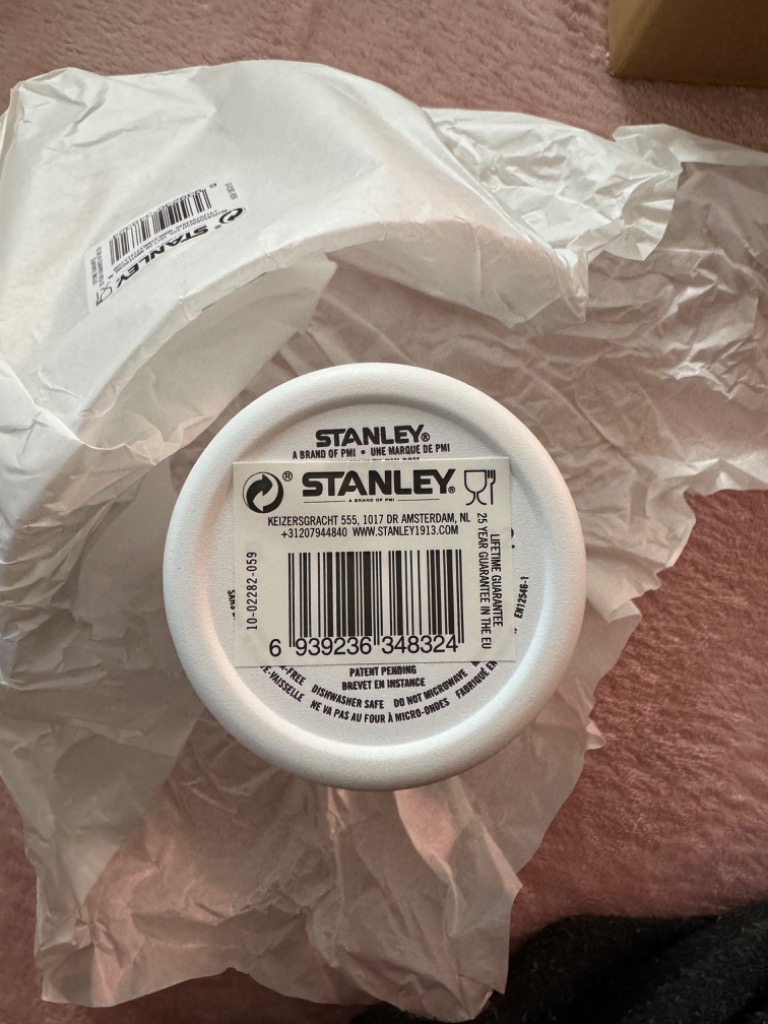 STANLEY
STANLEY®
A BRAND OF PMI • UNE MARQUE DE PMI
® STANLEY®
A BRAND OF PMI
KEIZERSGRACHT 555, 1017 DR AMSTERDAM, NL
+31207944840 WWW.STANLEY1913.COM
LIFETIME GUARANTEE
25 YEAR GUARANTEE IN THE EU
10-02282-059
6 939236 348324
EN12546-1
PATENT PENDING
BREVET EN INSTANCE
DISHWASHER SAFE DO NOT MICROWAVE
NE VA PAS AU FOUR À MICRO-ONDES